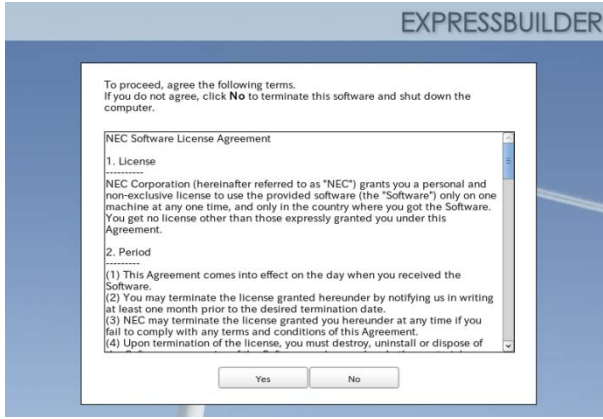 EXPRESSBUILDER
To proceed, agree the following terms.
If you do not agree, click No to terminate this software and shut down the
computer.
NEC Software License Agreement
1. License
----------
NEC Corporation (hereinafter referred to as "NEC") grants you a personal and
non-exclusive license to use the provided software (the "Software") only on one
machine at any one time, and only in the country where you got the Software.
You get no license other than those expressly granted you under this
Agreement.
2. Period
---------
(1) This Agreement comes into effect on the day when you received the
Software.
(2) You may terminate the license granted hereunder by notifying us in writing
at least one month prior to the desired termination date.
(3) NEC may terminate the license granted you hereunder at any time if you
fail to comply with any terms and conditions of this Agreement.
(4) Upon termination of the license, you must destroy, uninstall or dispose of
Yes No